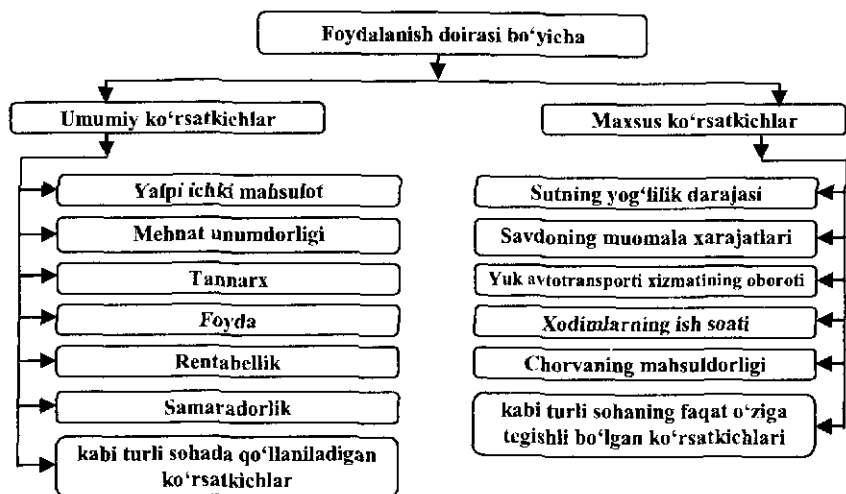 Foydalanish doirasi bo‘yicha
Umumiy ko‘rsatkichlar
Yalpi ichki mahsulot
Mehnat unumdorligi
Tannarx
Foyda
Rentabellik
Samaradorlik
kabi turli sohada qo‘llaniladigan
ko‘rsatkichlar
Maxsus ko‘rsatkichlar
Sutning yog‘lilik darajasi
Savdoning muomala xarajatlari
Yuk avtotransporti xizmatining oboroti
Xodimlarning ish soati
Chorvaning mahsuldorligi
kabi turli sohaning faqat o‘ziga
tegishli bo‘lgan ko‘rsatkichlari